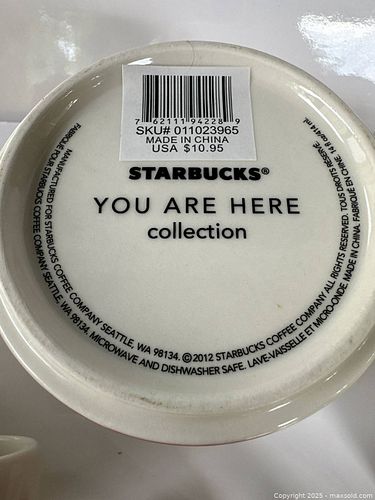 7 62111 94228 9
SKU# 011023965
MADE IN CHINA
USA $10.95
STARBUCKS®
YOU ARE HERE
collection
MANUFACTURED FOR STARBUCKS COFFEE COMPANY SEATTLE, WA 98134. ©2012 STARBUCKS COFFEE COMPANY ALL RIGHTS RESERVED. MADE IN CHINA.
FABRIQUÉ POUR STARBUCKS COFFEE COMPANY SEATTLE, WA 98134. MICROWAVE AND DISHWASHER SAFE. LAVE-VAISSELLE ET MICRO-ONDE.
TOUS DROITS RÉSERVÉ. FABRIQUÉ EN CHINE. 14 fl oz/414 ml
Copyright 2025 - maxsold.com